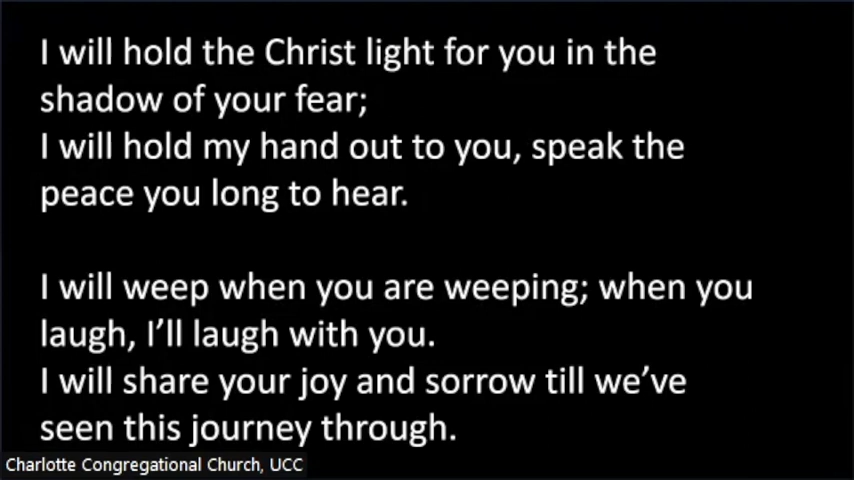 I will hold the Christ light for you in the
shadow of your fear;
I will hold my hand out to you, speak the
peace you long to hear.
I will weep when you are weeping; when you
laugh, I’ll laugh with you.
I will share your joy and sorrow till we’ve
seen this journey through.
Charlotte Congregational Church, UCC